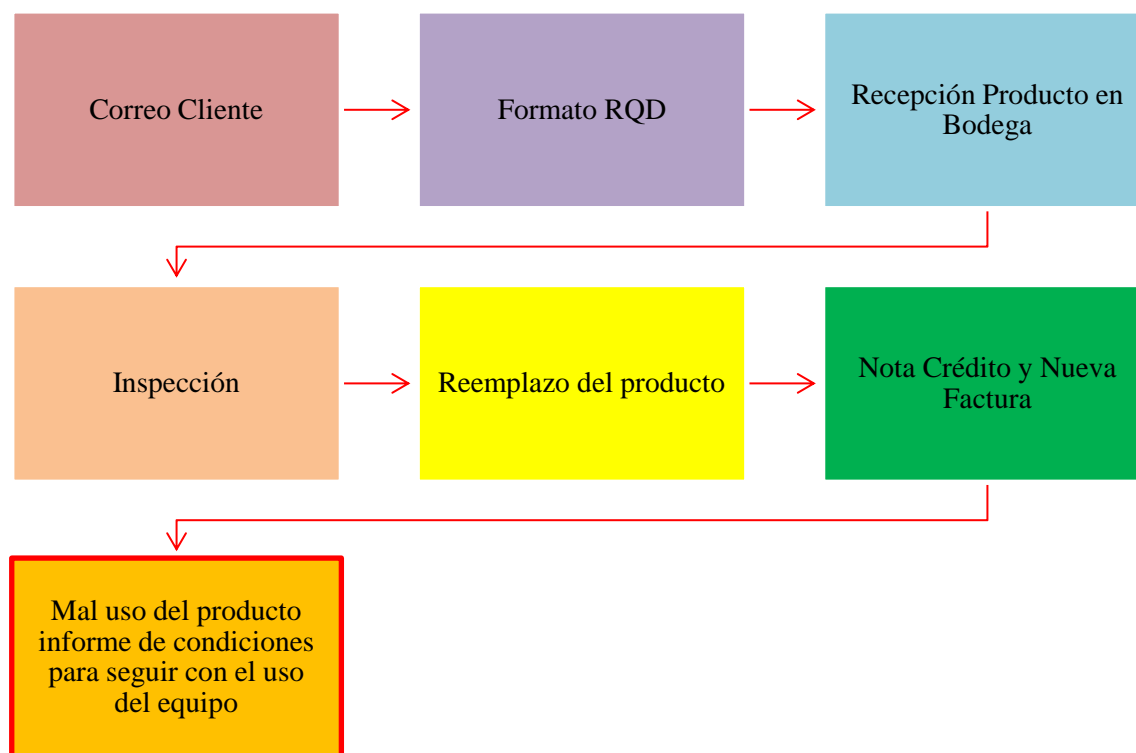 Correo Cliente
Formato RQD
Recepción Producto en
Bodega
Inspección
Reemplazo del producto
Nota Crédito y Nueva
Factura
Mal uso del producto
informe de condiciones
para seguir con el uso
del equipo